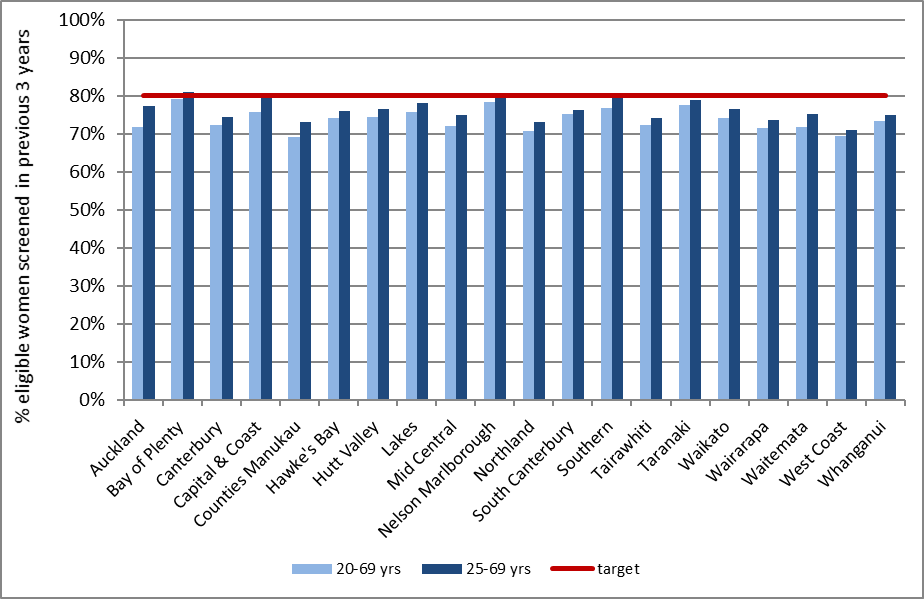 % eligible women screened in previous 3 years
100%
90%
80%
70%
60%
50%
40%
30%
20%
10%
0%
Auckland
Bay of Plenty
Canterbury
Capital & Coast
Counties Manukau
Hawke's Bay
Hutt Valley
Lakes
Mid Central
Nelson Marlborough
Northland
South Canterbury
Southern
Tairawhiti
Taranaki
Waikato
Wairarapa
Waitemata
West Coast
Whanganui
20-69 yrs
25-69 yrs
target